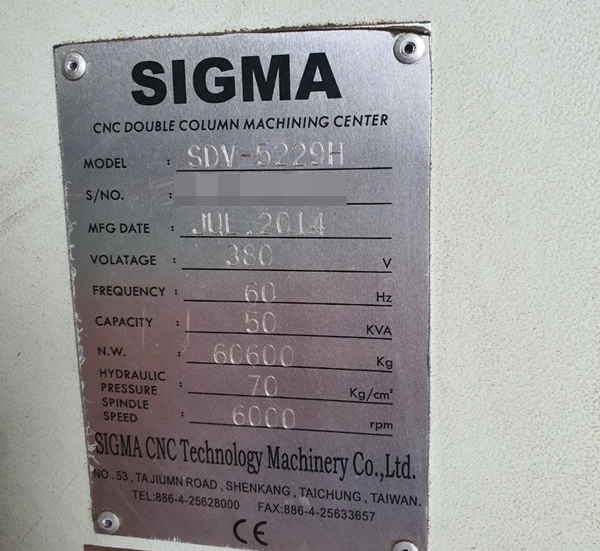 SIGMA
CNC DOUBLE COLUMN MACHINING CENTER
MODEL : SDV-5229H
S/NO. :
MFG DATE : JUL.2014
VOLATAGE : 380 V
FREQUENCY : 60 Hz
CAPACITY : 50 KVA
N.W. : 60600 Kg
HYDRAULIC
PRESSURE : 70 Kg/cm²
SPINDLE
SPEED : 6000 rpm
SIGMA CNC Technology Machinery Co.,Ltd.
NO.53, TAJIUMN ROAD, SHENKANG, TAICHUNG, TAIWAN.
TEL:886-4-25628000 FAX:886-4-25633657
CE